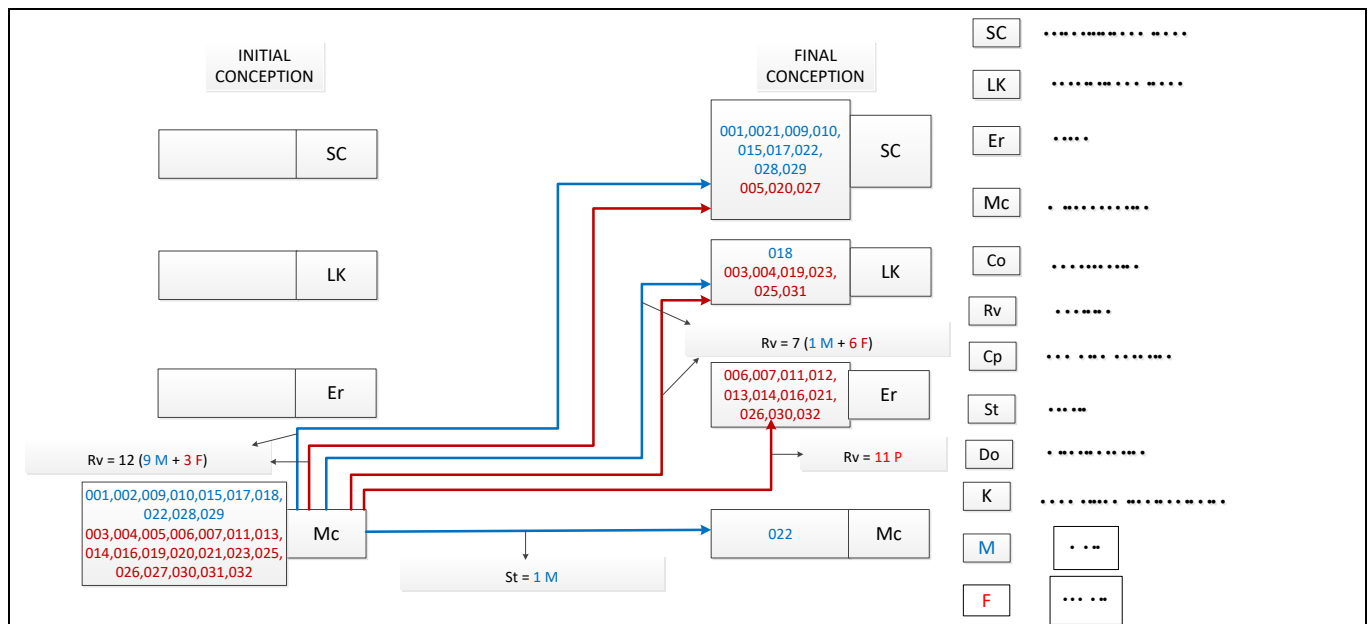 INITIAL
CONCEPTION
FINAL
CONCEPTION
SC
LK
Er
Mc
001,002,009,010,015,017,018,
022,028,029
003,004,005,006,007,011,013,
014,016,019,020,021,023,025,
026,027,030,031,032
Rv = 12 (9 M + 3 F)
St = 1 M
001,0021,009,010,
015,017,022,
028,029
005,020,027
SC
018
003,004,019,023,
025,031
LK
Rv = 7 (1 M + 6 F)
006,007,011,012,
013,014,016,021,
026,030,032
Er
Rv = 11 P
022
Mc
SC
LK
Er
Mc
Co
Rv
Cp
St
Do
K
M
F